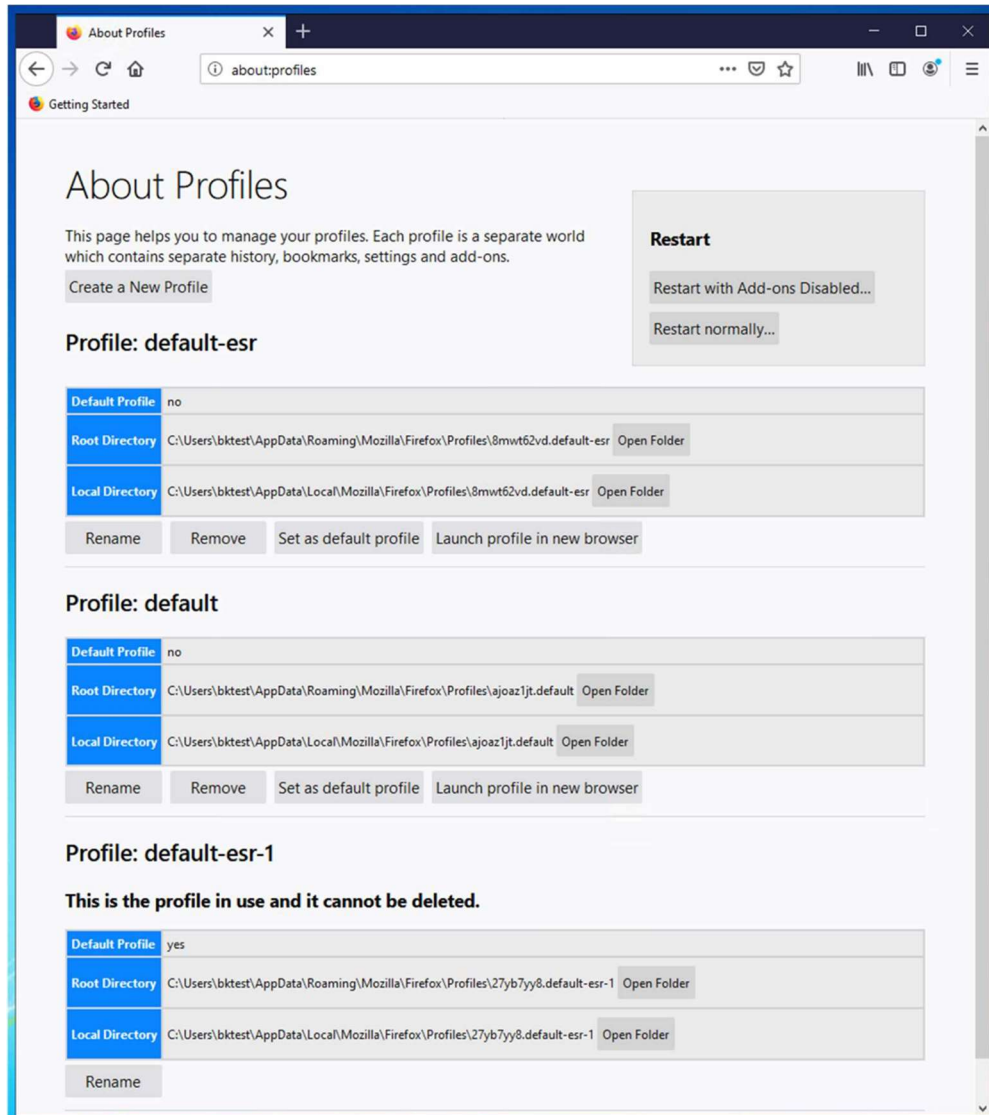 About Profiles
about:profiles
Getting Started
About Profiles
This page helps you to manage your profiles. Each profile is a separate world
which contains separate history, bookmarks, settings and add-ons.
Create a New Profile
Restart
Restart with Add-ons Disabled...
Restart normally...
Profile: default-esr
Default Profile no
Root Directory C:\Users\bktest\AppData\Roaming\Mozilla\Firefox\Profiles\8mwt62vd.default-esr Open Folder
Local Directory C:\Users\bktest\AppData\Local\Mozilla\Firefox\Profiles\8mwt62vd.default-esr Open Folder
Rename Remove Set as default profile Launch profile in new browser
Profile: default
Default Profile no
Root Directory C:\Users\bktest\AppData\Roaming\Mozilla\Firefox\Profiles\ajoaz1jt.default Open Folder
Local Directory C:\Users\bktest\AppData\Local\Mozilla\Firefox\Profiles\ajoaz1jt.default Open Folder
Rename Remove Set as default profile Launch profile in new browser
Profile: default-esr-1
This is the profile in use and it cannot be deleted.
Default Profile yes
Root Directory C:\Users\bktest\AppData\Roaming\Mozilla\Firefox\Profiles\27yb7yy8.default-esr-1 Open Folder
Local Directory C:\Users\bktest\AppData\Local\Mozilla\Firefox\Profiles\27yb7yy8.default-esr-1 Open Folder
Rename